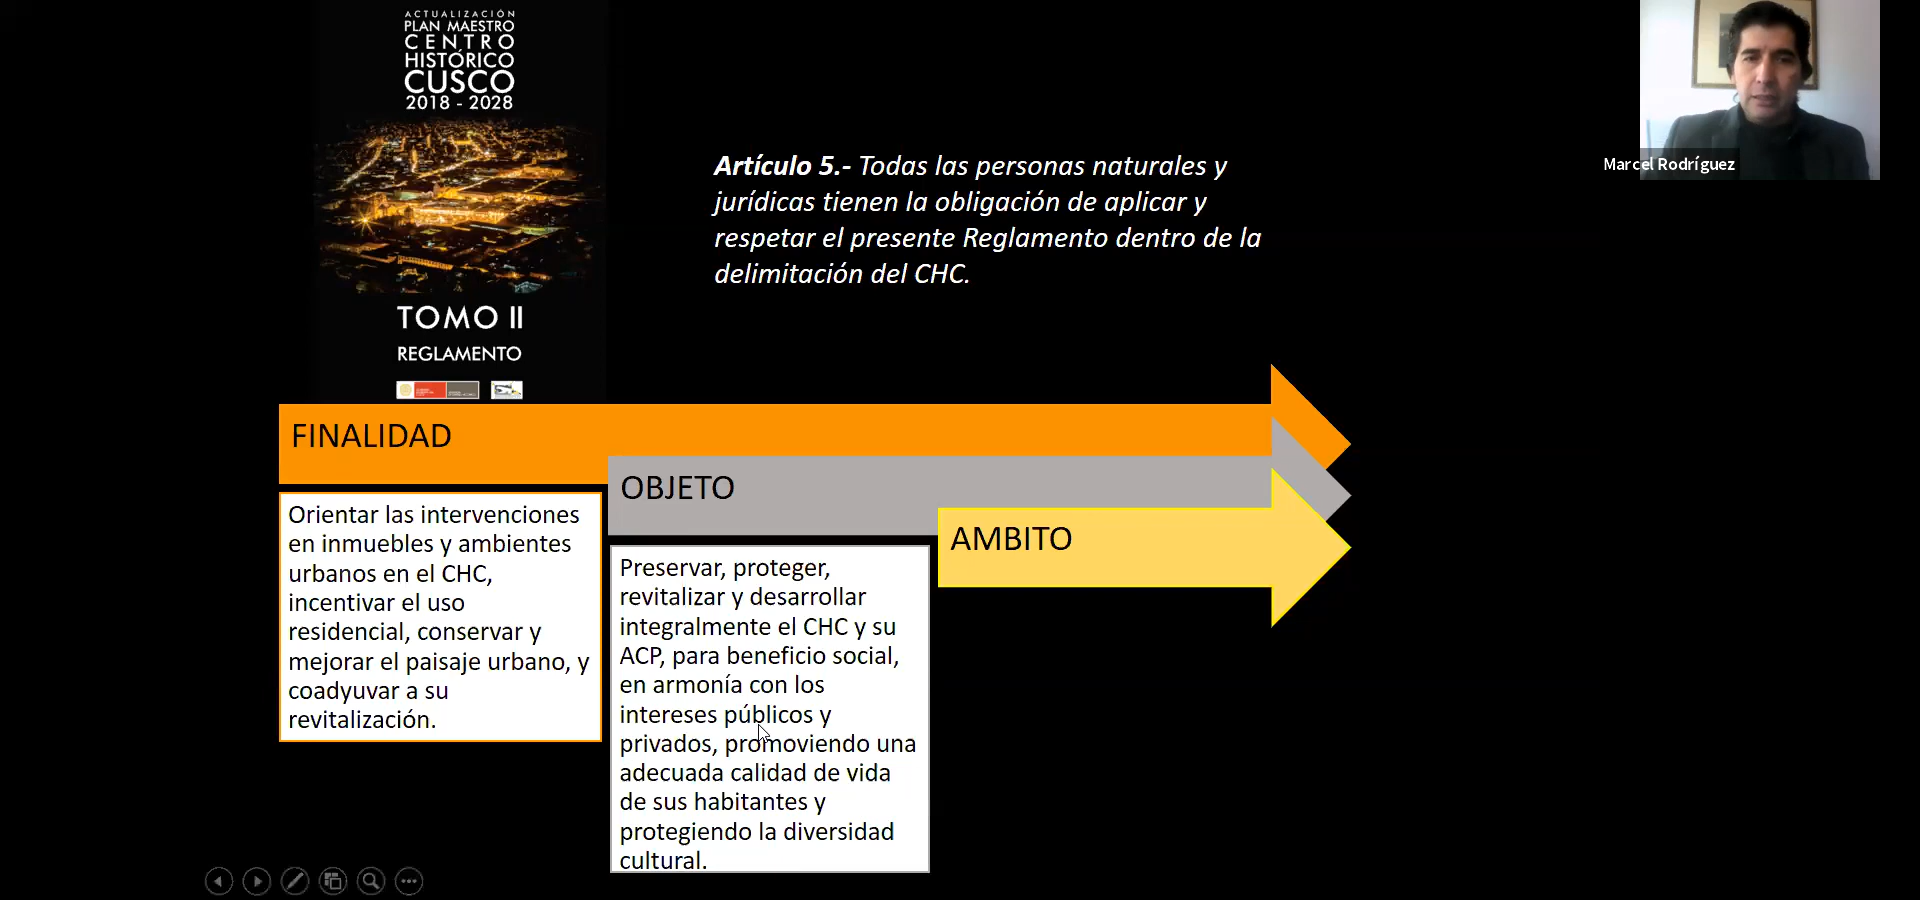 ACTUALIZACIÓN
PLAN MAESTRO
CENTRO
HISTÓRICO
CUSCO
2018 - 2028
TOMO II
REGLAMENTO
Artículo 5.- Todas las personas naturales y
jurídicas tienen la obligación de aplicar y
respetar el presente Reglamento dentro de la
delimitación del CHC.
Marcel Rodríguez
FINALIDAD
Orientar las intervenciones
en inmuebles y ambientes
urbanos en el CHC,
incentivar el uso
residencial, conservar y
mejorar el paisaje urbano, y
coadyuvar a su
revitalización.
OBJETO
Preservar, proteger,
revitalizar y desarrollar
integralmente el CHC y su
ACP, para beneficio social,
en armonía con los
intereses públicos y
privados, promoviendo una
adecuada calidad de vida
de sus habitantes y
protegiendo la diversidad
cultural.
AMBITO